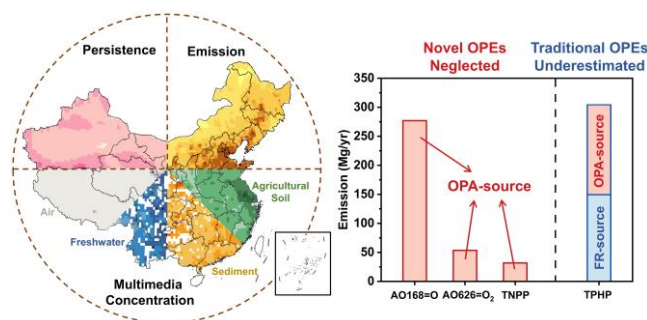 Persistence
Emission
Air
Freshwater
Agricultural
Soil
Sediment
Multimedia
Concentration
Novel OPEs
Neglected
Traditional OPEs
Underestimated
Emission (Mg/yr)
350
300
250
200
150
100
50
0
OPA-source
OPA-source
FR-source
AO168=O
AO626=O₂
TNPP
TPHP